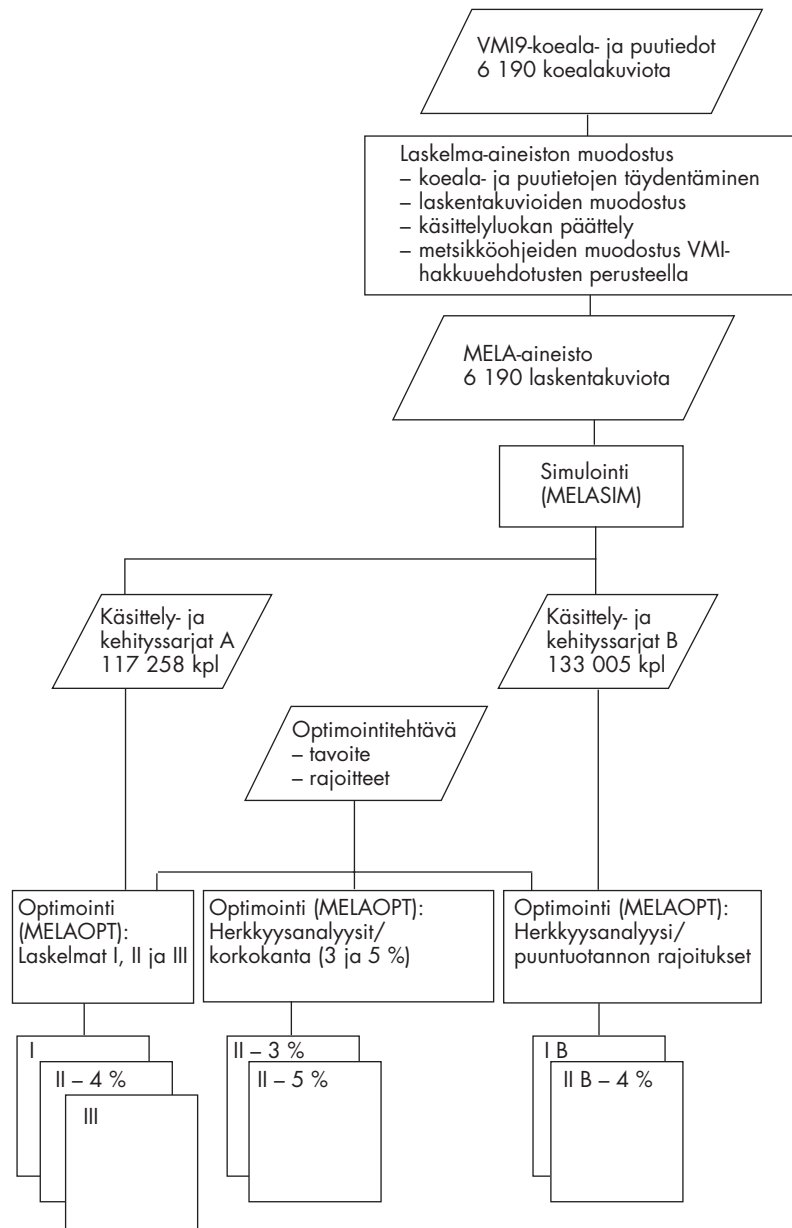 VMI9-koeala- ja puutiedot
6 190 koealakuviota
Laskelma-aineiston muodostus
– koeala- ja puutietojen täydentäminen
– laskentakuvioiden muodostus
– käsittelyluokan päättely
– metsikköohjeiden muodostus VMI-
hakkuuehdotusten perusteella
MELA-aineisto
6 190 laskentakuviota
Simulointi
(MELASIM)
Käsittely- ja
kehityssarjat A
117 258 kpl
Käsittely- ja
kehityssarjat B
133 005 kpl
Optimointitehtävä
– tavoite
– rajoitteet
Optimointi
(MELAOPT):
Laskelmat I, II ja III
Optimointi (MELAOPT):
Herkkyysanalyysit/
korkokanta (3 ja 5 %)
Optimointi (MELAOPT):
Herkkyysanalyysi/
puuntuotannon rajoitukset
I
II – 4 %
III
II – 3 %
II – 5 %
I B
II B – 4 %